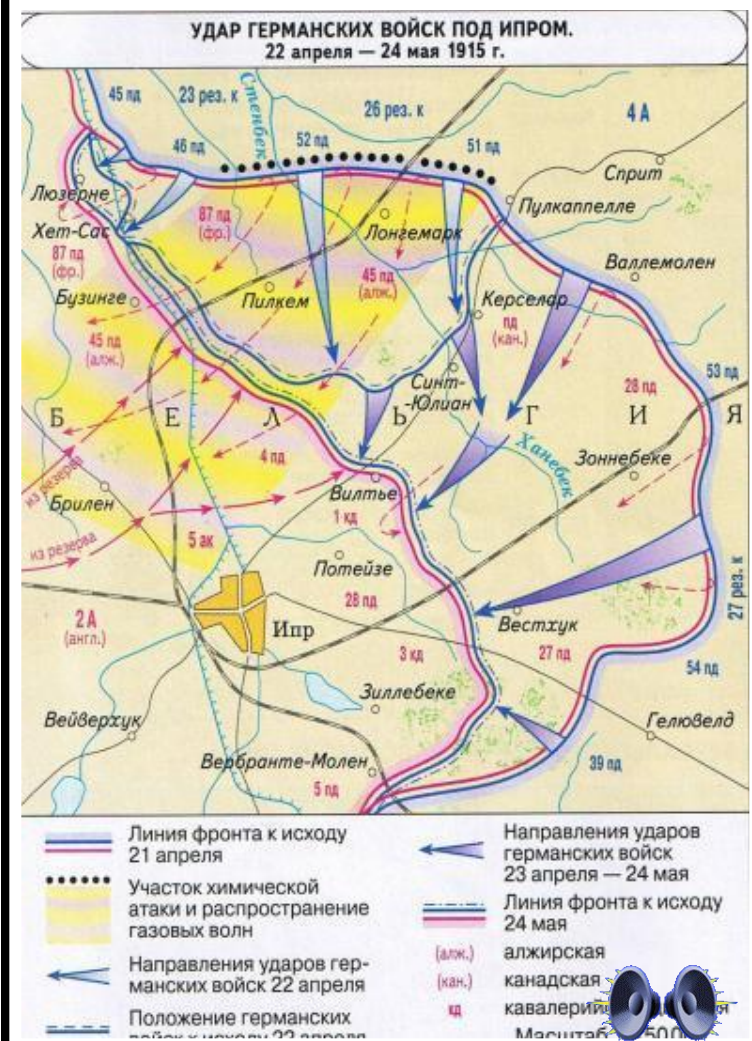 УДАР ГЕРМАНСКИХ ВОЙСК ПОД ИПРОМ.
22 апреля — 24 мая 1915 г.
45 пд
23 рез. к
Стенбек
26 рез. к
4 А
46 пд
52 пд
51 пд
Сприт
Люзерне
Пулкаппелле
87 пд
(фр.)
Лонгемарк
Хет-Сас
87 пд
(фр.)
Валлемолен
45 пд
(алж.)
Бузинге
Пилкем
Керселар
пд
(кан.)
45 пд
(алж.)
53 пд
Синт-
-Юлиан
28 пд
Б Е Л Ь Г И Я
Ханебек
4 пд
Зоннебеке
из резерва
Брилен
Вилтье
1 кд
из резерва
5 ак
Потейзе
27 рез. к
28 пд
2 А
(англ.)
Ипр
Вестхук
3 кд
27 пд
54 пд
Зиллебеке
Вейверхук
Гелювелд
Вербранте-Молен
39 пд
5 пд
Линия фронта к исходу
21 апреля
Участок химической
атаки и распространение
газовых волн
Направления ударов гер-
манских войск 22 апреля
Положение германских
войск к исходу 22 апреля
Направления ударов
германских войск
23 апреля — 24 мая
Линия фронта к исходу
24 мая
(алж.) алжирская
(кан.) канадская
кд
Масштаб